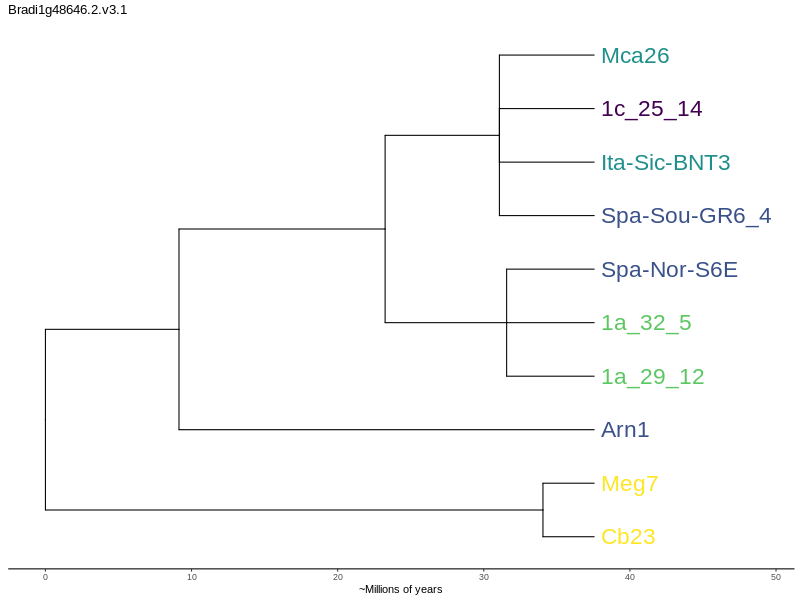 Bradi1g48646.2.v3.1
Mca26
1c_25_14
Ita-Sic-BNT3
Spa-Sou-GR6_4
Spa-Nor-S6E
1a_32_5
1a_29_12
Arn1
Meg7
Cb23
0 10 20 30 40 50
~Millions of years